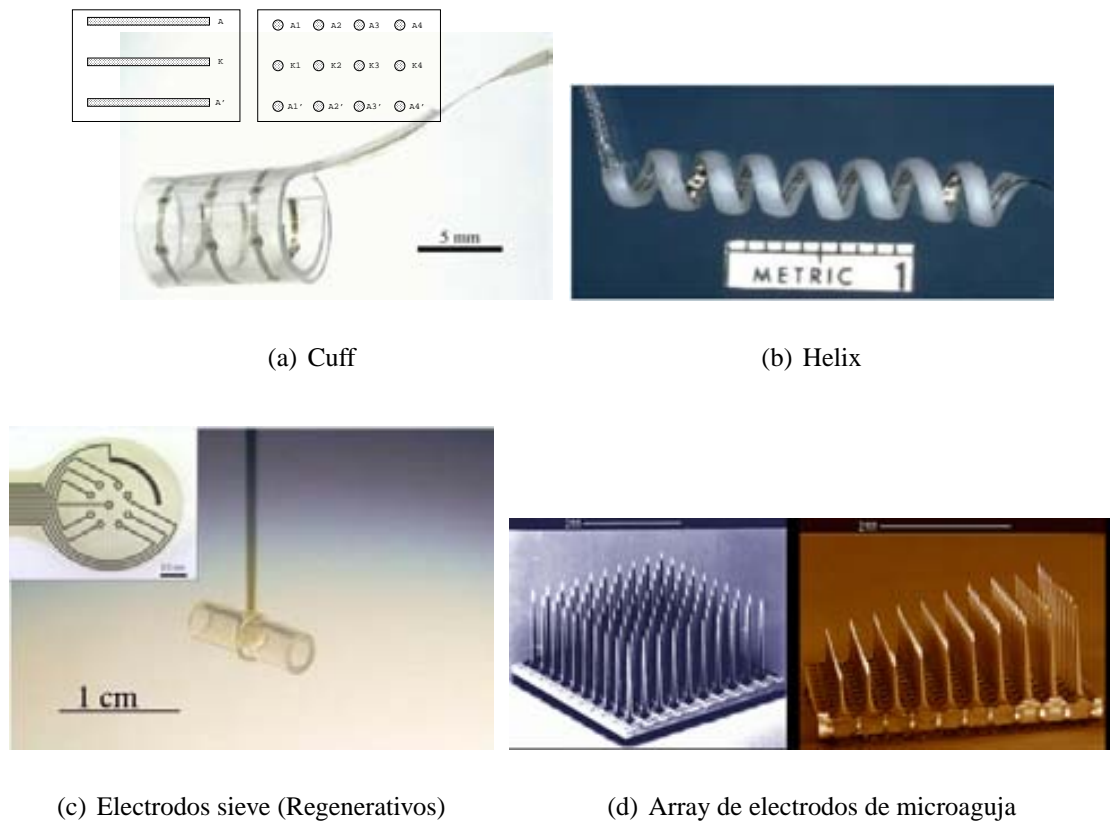 A
K
A'
A1 A2 A3 A4
K1 K2 K3 K4
A1' A2' A3' A4'
5 mm
METRIC 1
(a) Cuff
(b) Helix
1 cm
(c) Electrodos sieve (Regenerativos)
(d) Array de electrodos de microaguja